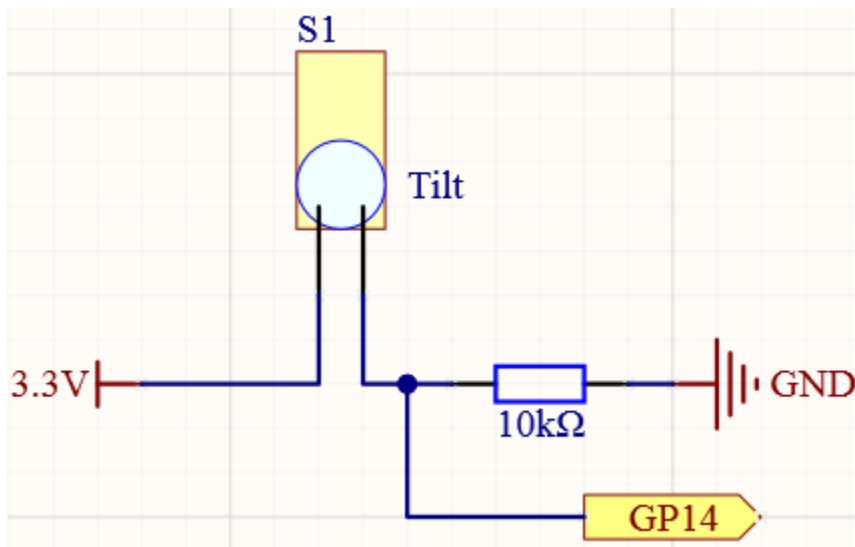 S1
Tilt
3.3V
GND
10kΩ
GP14